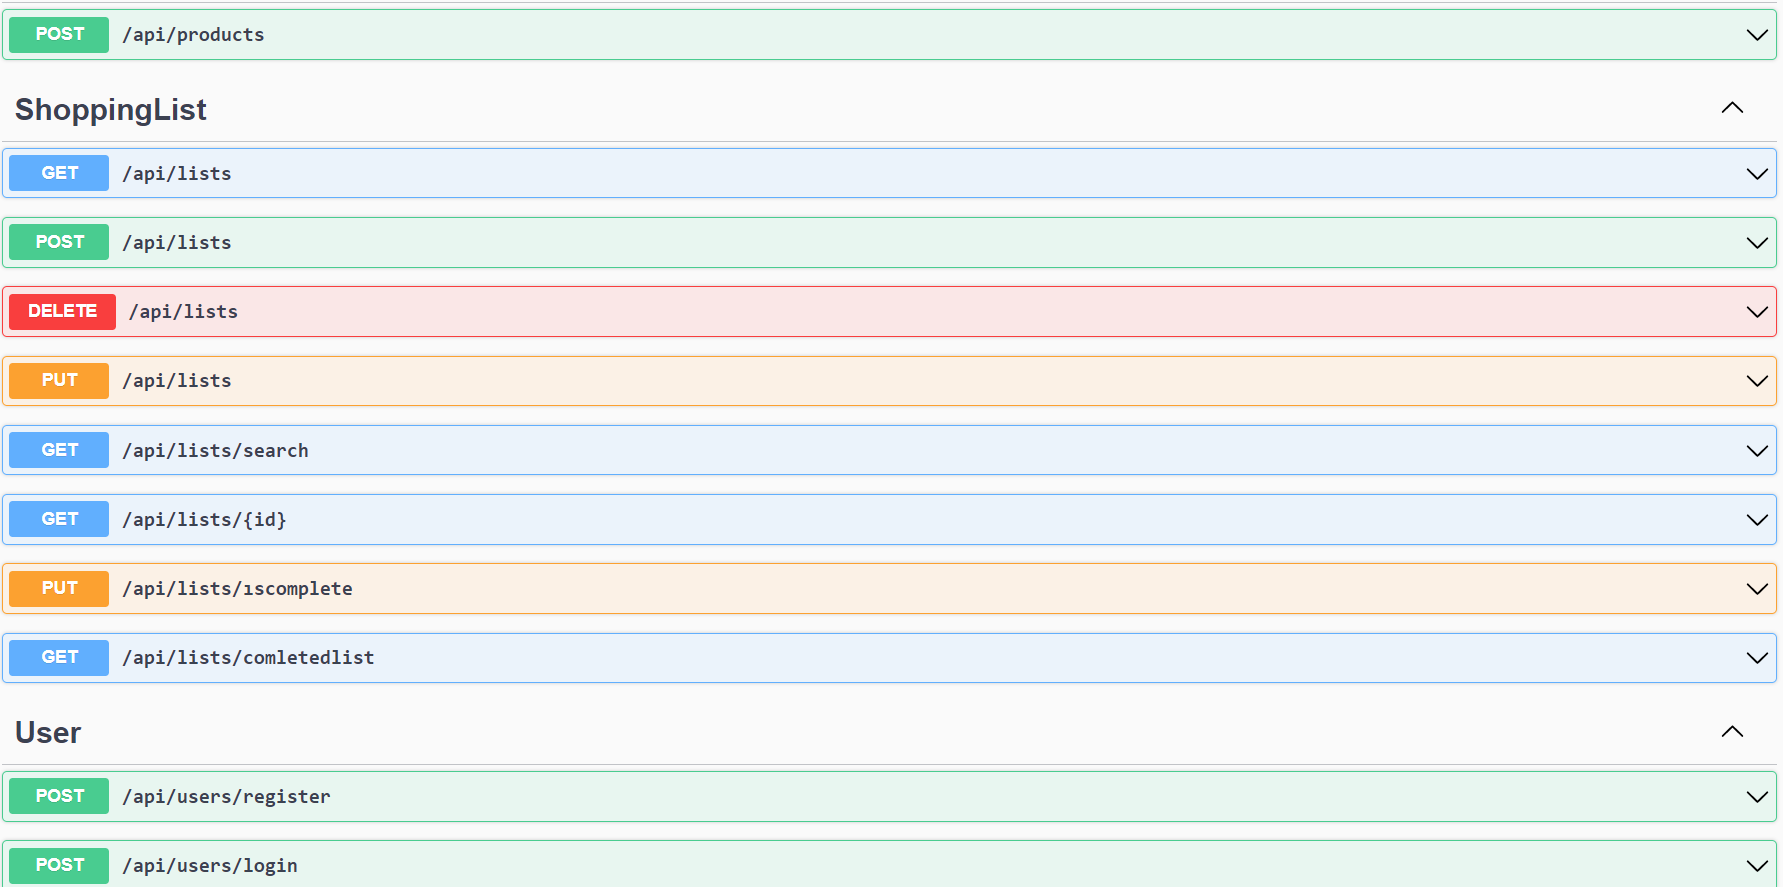 POST /api/products
ShoppingList
GET /api/lists
POST /api/lists
DELETE /api/lists
PUT /api/lists
GET /api/lists/search
GET /api/lists/{id}
PUT /api/lists/ıscomplete
GET /api/lists/comletedlist
User
POST /api/users/register
POST /api/users/login